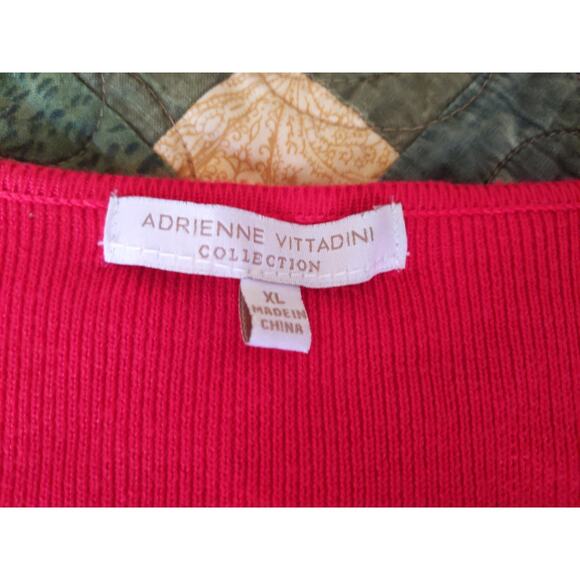 ADRIENNE VITTADINI
COLLECTION
XL
MADE IN
CHINA